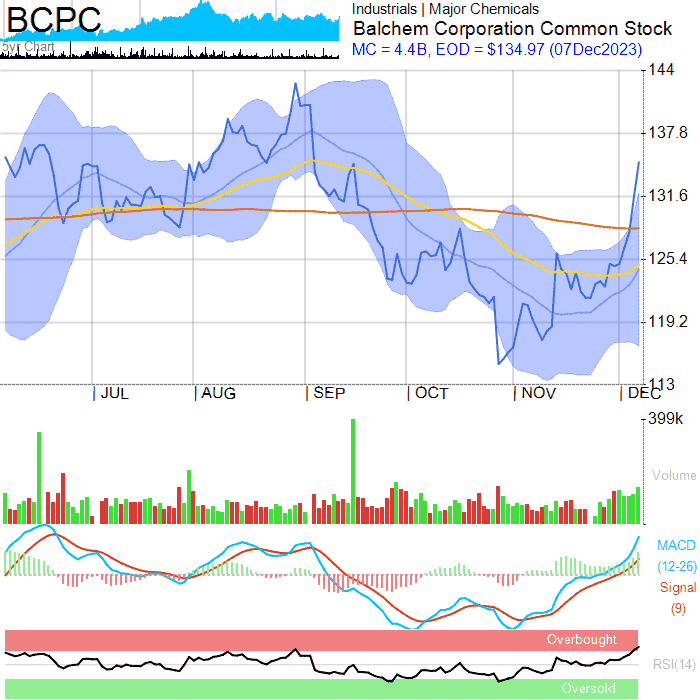 BCPC
5yr Chart
Industrials | Major Chemicals
Balchem Corporation Common Stock
MC = 4.4B, EOD = $134.97 (07Dec2023)
144
137.8
131.6
125.4
119.2
113
JUL AUG SEP OCT NOV DEC
399k
Volume
MACD
(12-26)
Signal
(9)
Overbought
RSI(14)
Oversold